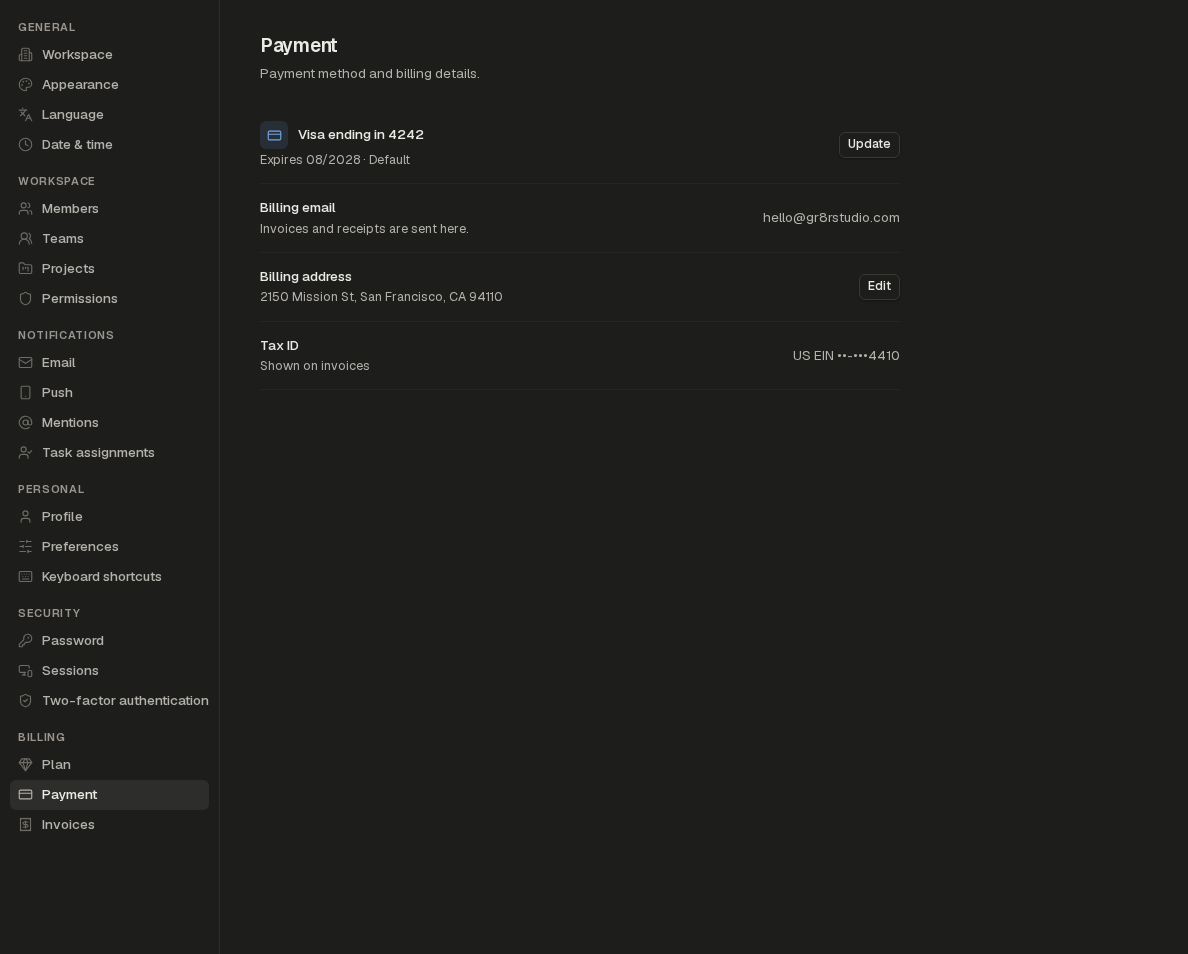 GENERAL
Workspace
Appearance
Language
Date & time
WORKSPACE
Members
Teams
Projects
Permissions
NOTIFICATIONS
Email
Push
Mentions
Task assignments
PERSONAL
Profile
Preferences
Keyboard shortcuts
SECURITY
Password
Sessions
Two-factor authentication
BILLING
Plan
Payment
Invoices
Payment
Payment method and billing details.
Visa ending in 4242
Expires 08/2028 · Default
Update
Billing email
Invoices and receipts are sent here.
hello@gr8rstudio.com
Billing address
2150 Mission St, San Francisco, CA 94110
Edit
Tax ID
Shown on invoices
US EIN ••-•••4410